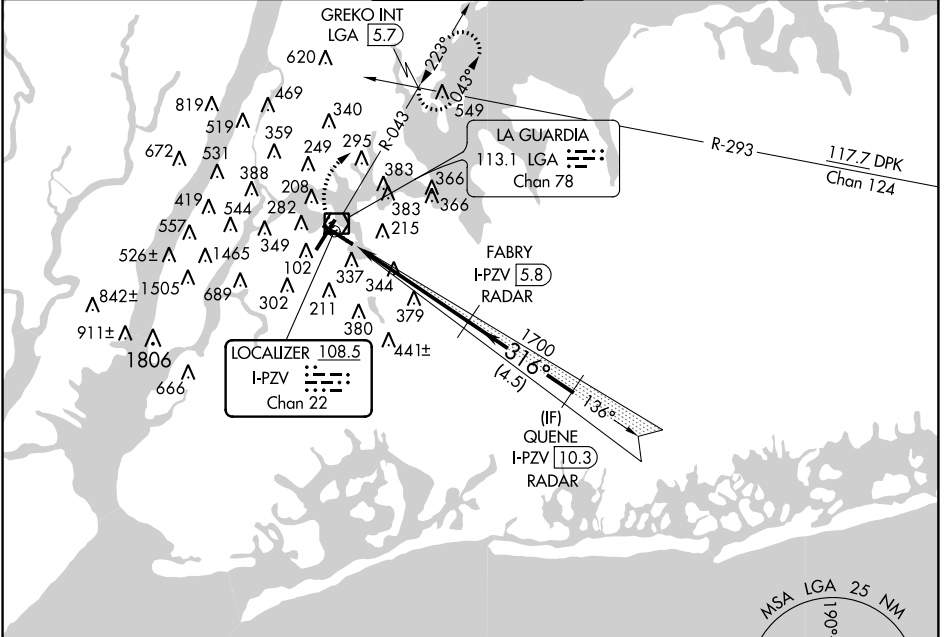 GREKO INT
LGA 5.7
620
223°
043°
549
819
469
519
340
R-043
359
LA GUARDIA
113.1 LGA
Chan 78
R-293
117.7 DPK
Chan 124
672
531
249
295
388
383
366
208
383
366
419
544
282
557
349
215
526±
1465
102
337
344
FABRY
I-PZV 5.8
RADAR
1505
689
302
211
379
842±
380
911±
1806
441±
666
LOCALIZER 108.5
I-PZV
Chan 22
1700
316°
(4.5)
136°
(IF)
QUENE
I-PZV 10.3
RADAR
MSA LGA 25 NM
190°